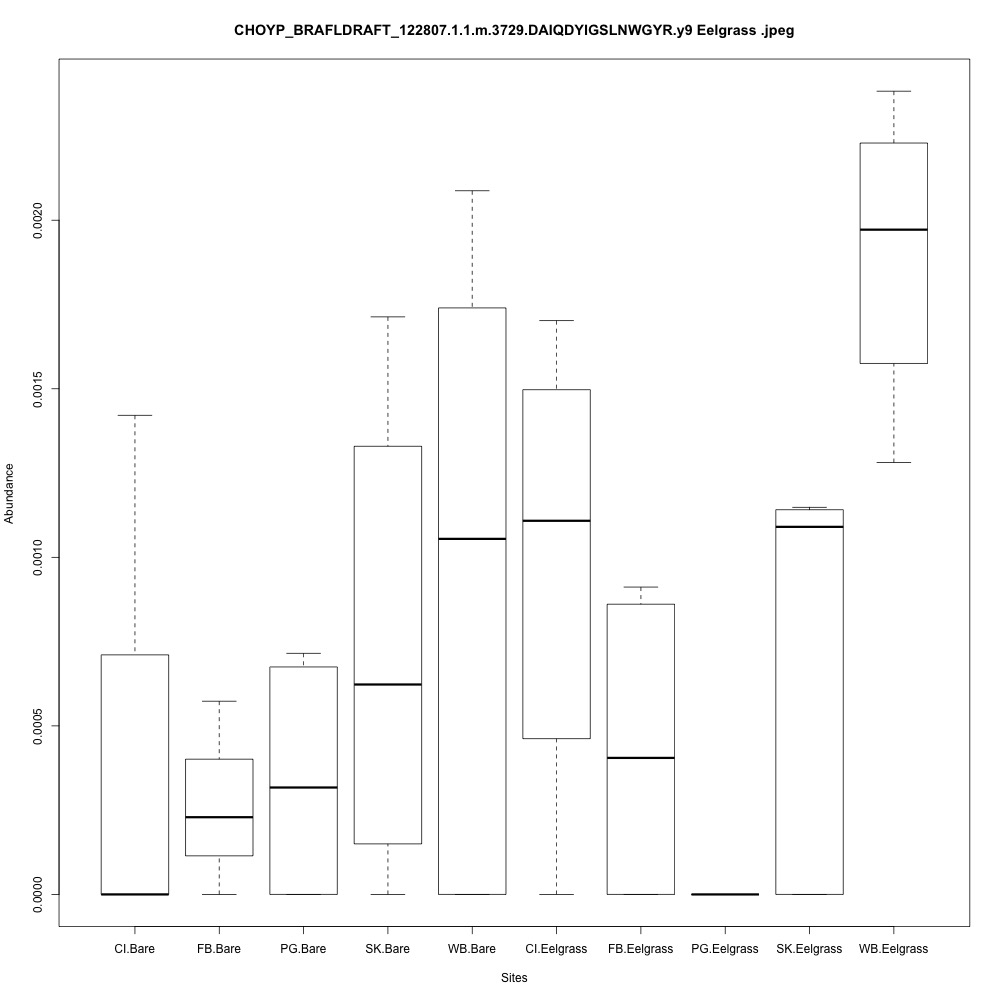 CHOYP_BRAFLDRAFT_122807.1.1.m.3729.DAIQDYIGSLNWGYR.y9 Eelgrass .jpeg
Abundance
0.0020
0.0015
0.0010
0.0005
0.0000
CI.Bare FB.Bare PG.Bare SK.Bare WB.Bare CI.Eelgrass FB.Eelgrass PG.Eelgrass SK.Eelgrass WB.Eelgrass
Sites